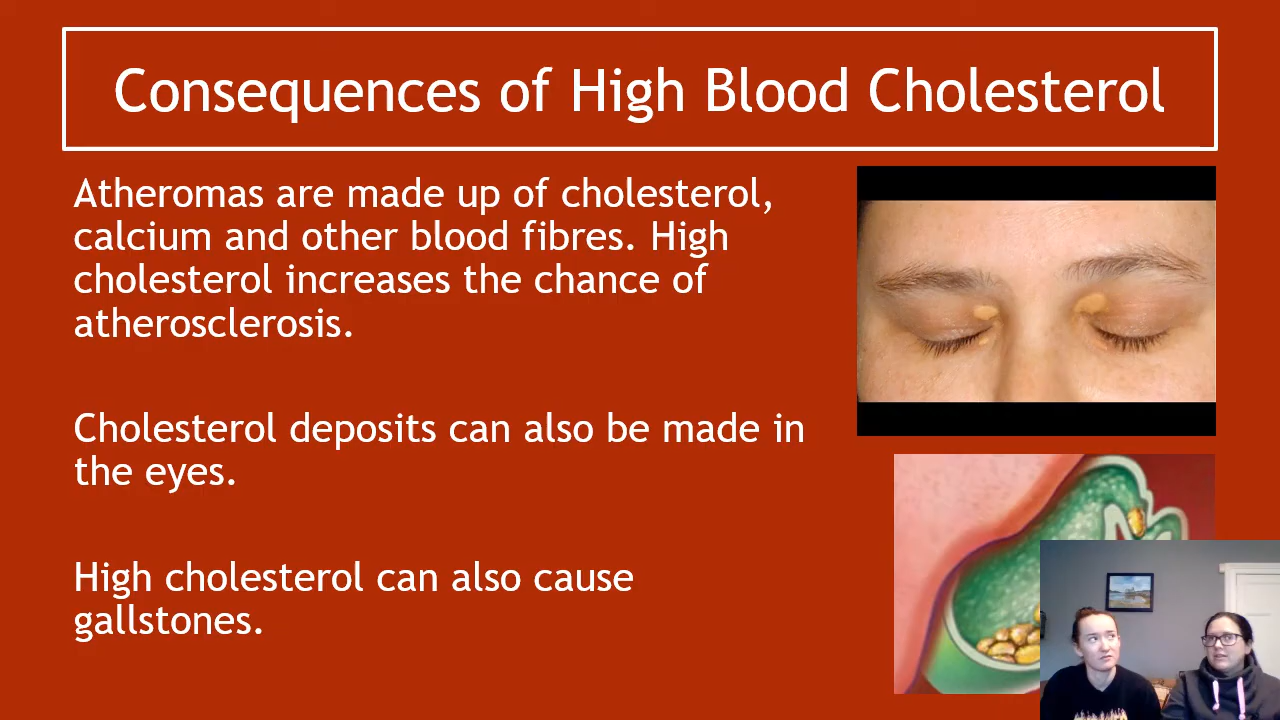 Consequences of High Blood Cholesterol
Atheromas are made up of cholesterol,
calcium and other blood fibres. High
cholesterol increases the chance of
atherosclerosis.
Cholesterol deposits can also be made in
the eyes.
High cholesterol can also cause
gallstones.